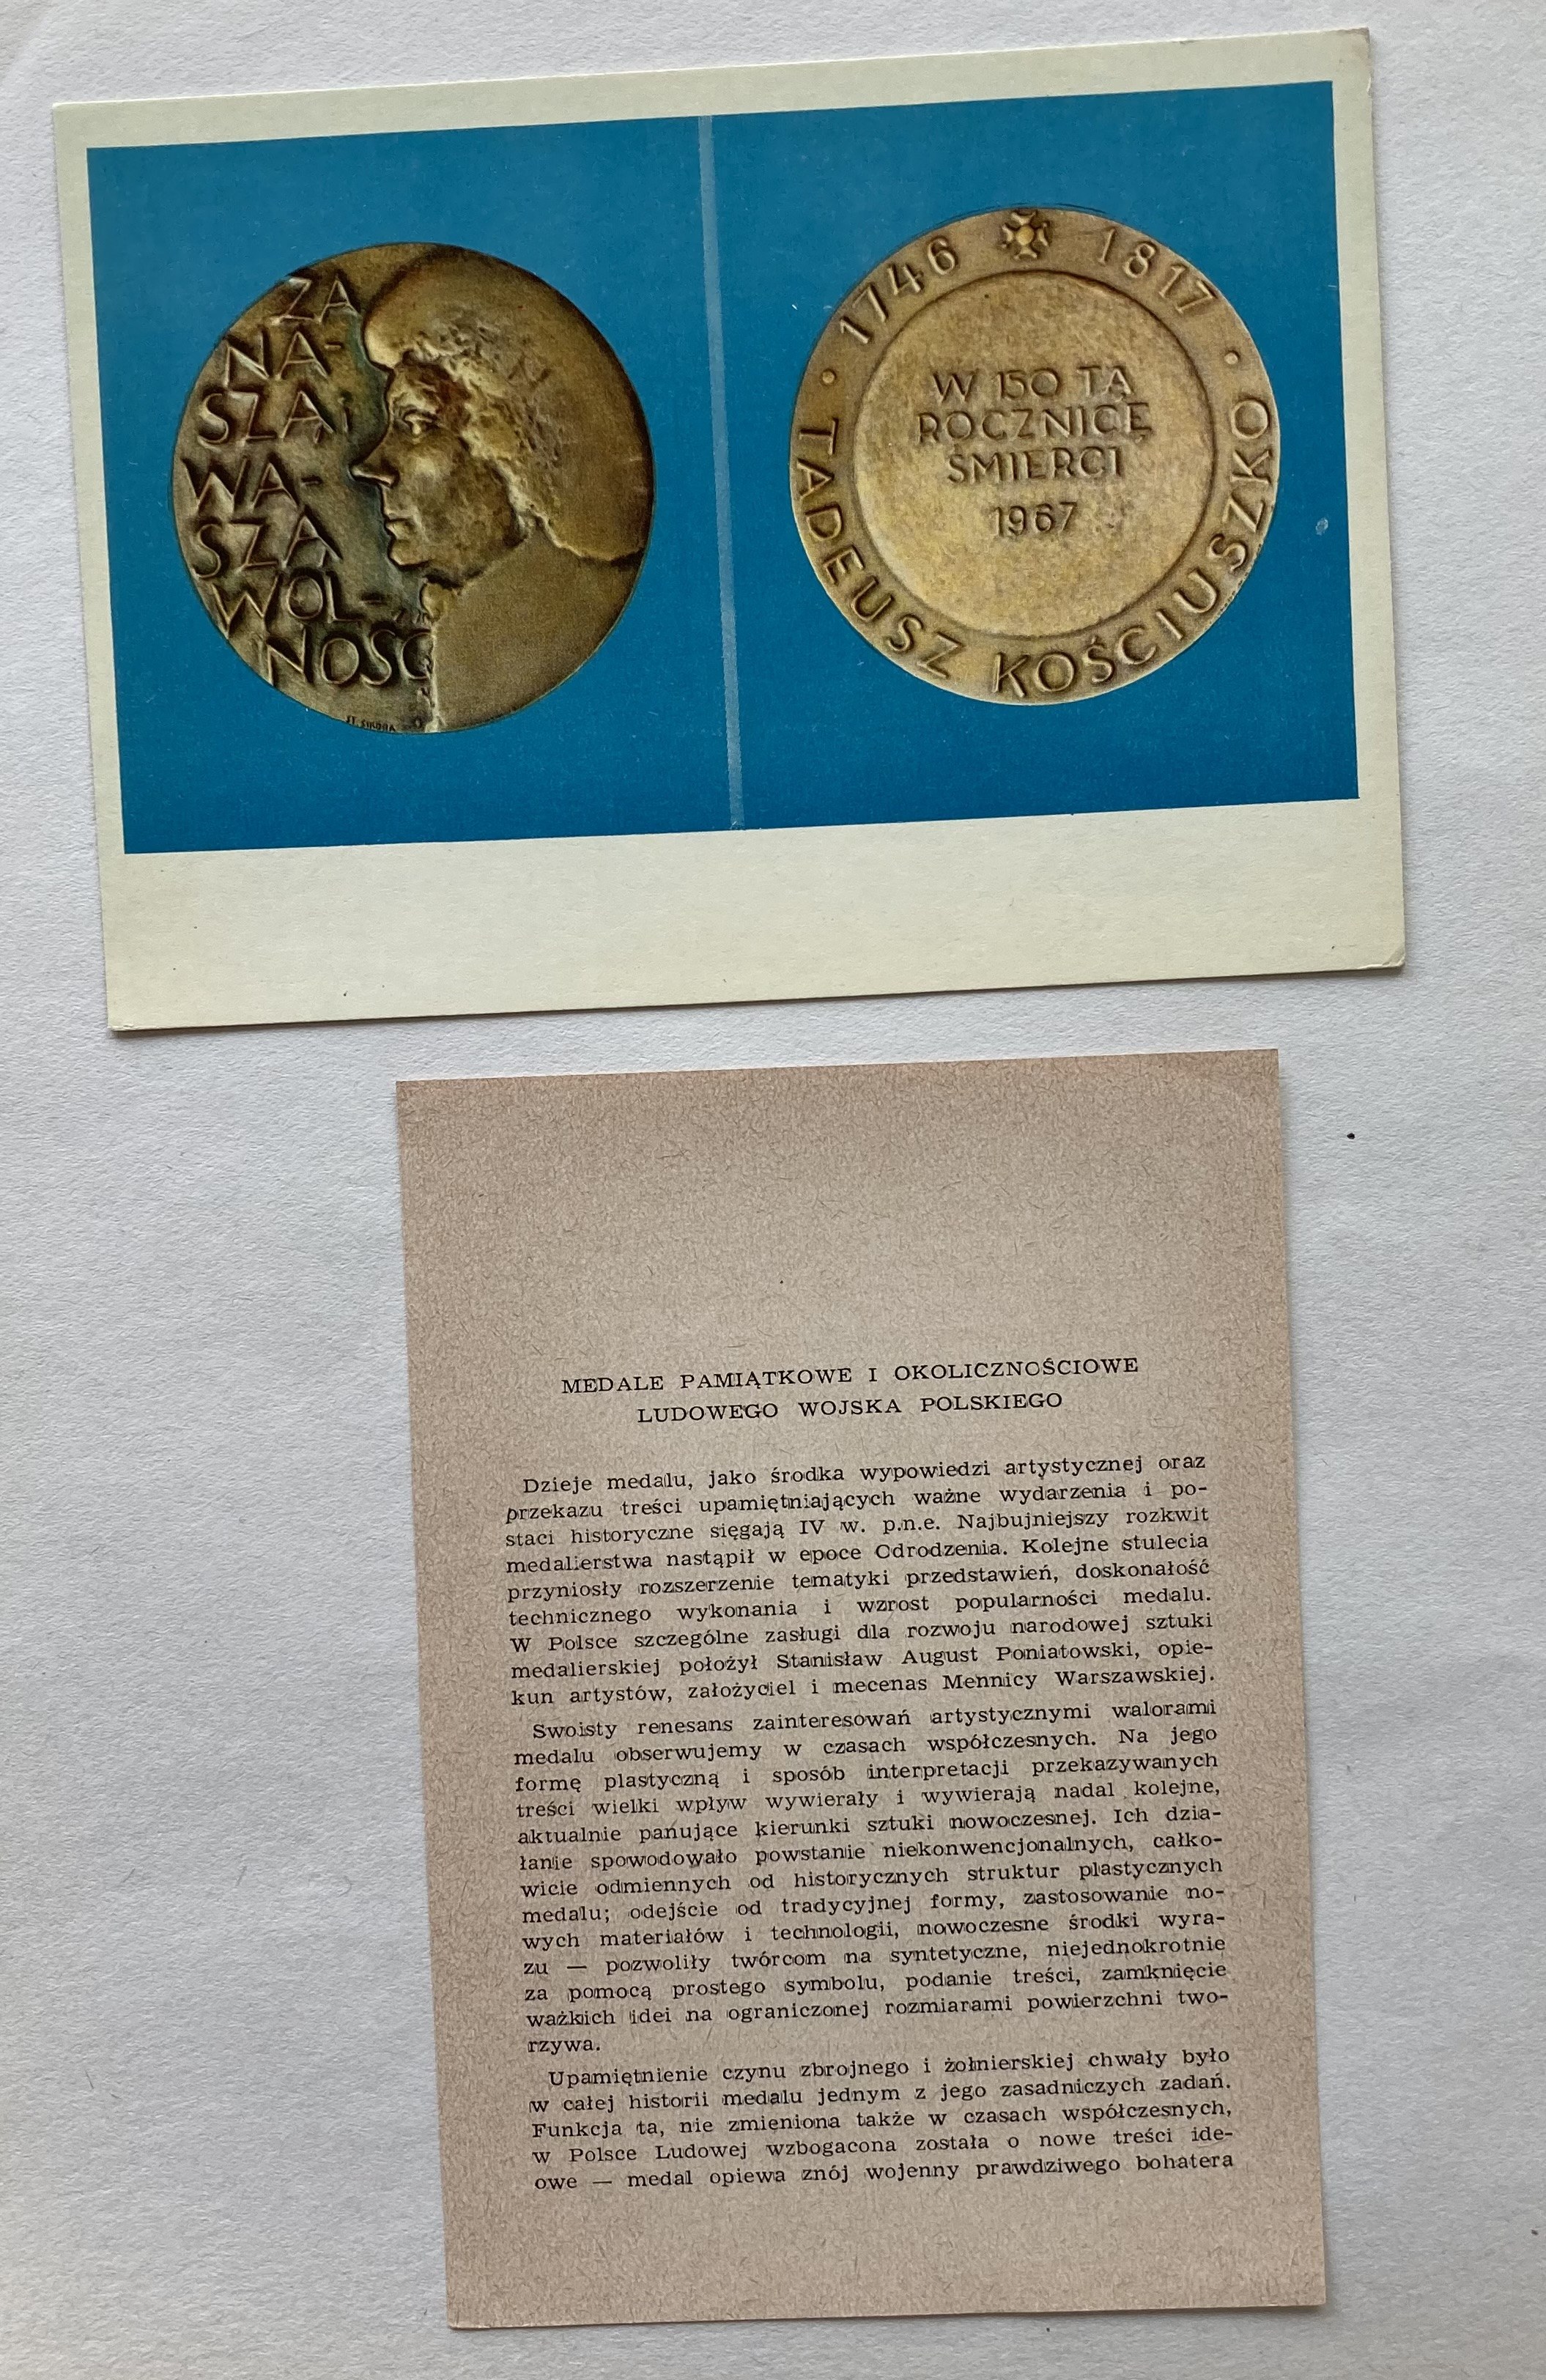 ZA
NA-
SZĄ i
WA-
SZĄ
WOL-
NOŚĆ
ST. SIKORA
1746 1817
TADEUSZ KOŚCIUSZKO
W 150 TĄ
ROCZNICĘ
ŚMIERCI
1967
MEDALE PAMIĄTKOWE I OKOLICZNOŚCIOWE
LUDOWEGO WOJSKA POLSKIEGO
Dzieje medalu, jako środka wypowiedzi artystycznej oraz
przekazu treści upamiętniających ważne wydarzenia i po-
staci historyczne sięgają IV w. p.n.e. Najbujniejszy rozkwit
medalierstwa nastąpił w epoce Odrodzenia. Kolejne stulecia
przyniosły rozszerzenie tematyki przedstawień, doskonałość
technicznego wykonania i wzrost popularności medalu.
W Polsce szczególne zasługi dla rozwoju narodowej sztuki
medalierskiej położył Stanisław August Poniatowski, opie-
kun artystów, założyciel i mecenas Mennicy Warszawskiej.
Swoisty renesans zainteresowań artystycznymi walorami
medalu obserwujemy w czasach współczesnych. Na jego
formę plastyczną i sposób interpretacji przekazywanych
treści wielki wpływ wywierały i wywierają nadal kolejne,
aktualnie panujące kierunki sztuki nowoczesnej. Ich dzia-
łanie spowodowało powstanie niekonwencjonalnych, całko-
wicie odmiennych od historycznych struktur plastycznych
medalu; odejście od tradycyjnej formy, zastosowanie no-
wych materiałów i technologii, nowoczesne środki wyra-
zu — pozwoliły twórcom na syntetyczne, niejednokrotnie
za pomocą prostego symbolu, podanie treści, zamknięcie
ważkich idei na ograniczonej rozmiarami powierzchni two-
rzywa.
Upamiętnienie czynu zbrojnego i żołnierskiej chwały było
w całej historii medalu jednym z jego zasadniczych zadań.
Funkcja ta, nie zmieniona także w czasach współczesnych,
w Polsce Ludowej wzbogacona została o nowe treści ide-
owe — medal opiewa znój wojenny prawdziwego bohatera